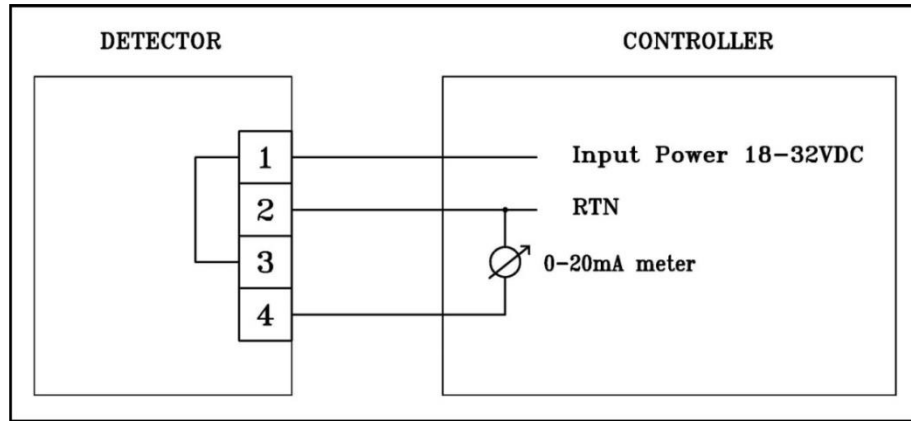 DETECTOR
CONTROLLER
1
Input Power 18-32VDC
2
RTN
3
0-20mA meter
4